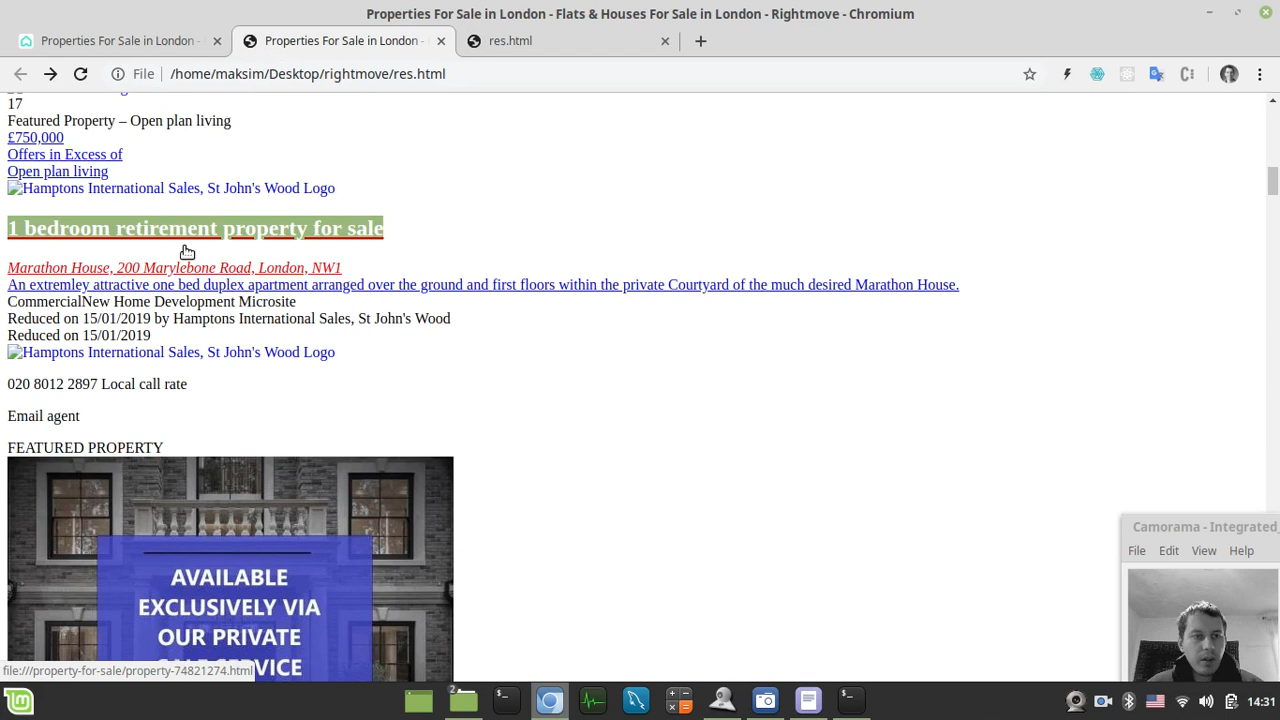 Properties For Sale in London - Flats & Houses For Sale in London - Rightmove - Chromium
Properties For Sale in London -
Properties For Sale in London -
res.html
File
/home/maksim/Desktop/rightmove/res.html
17
Featured Property – Open plan living
£750,000
Offers in Excess of
Open plan living
Hamptons International Sales, St John's Wood Logo
1 bedroom retirement property for sale
Marathon House, 200 Marylebone Road, London, NW1
An extremley attractive one bed duplex apartment arranged over the ground and first floors within the private Courtyard of the much desired Marathon House.
CommercialNew Home Development Microsite
Reduced on 15/01/2019 by Hamptons International Sales, St John's Wood
Reduced on 15/01/2019
Hamptons International Sales, St John's Wood Logo
020 8012 2897 Local call rate
Email agent
FEATURED PROPERTY
AVAILABLE
EXCLUSIVELY VIA
OUR PRIVATE
Camorama - Integrated
File Edit View Help
file:///property-for-sale/property-74821274.html
2
14:31